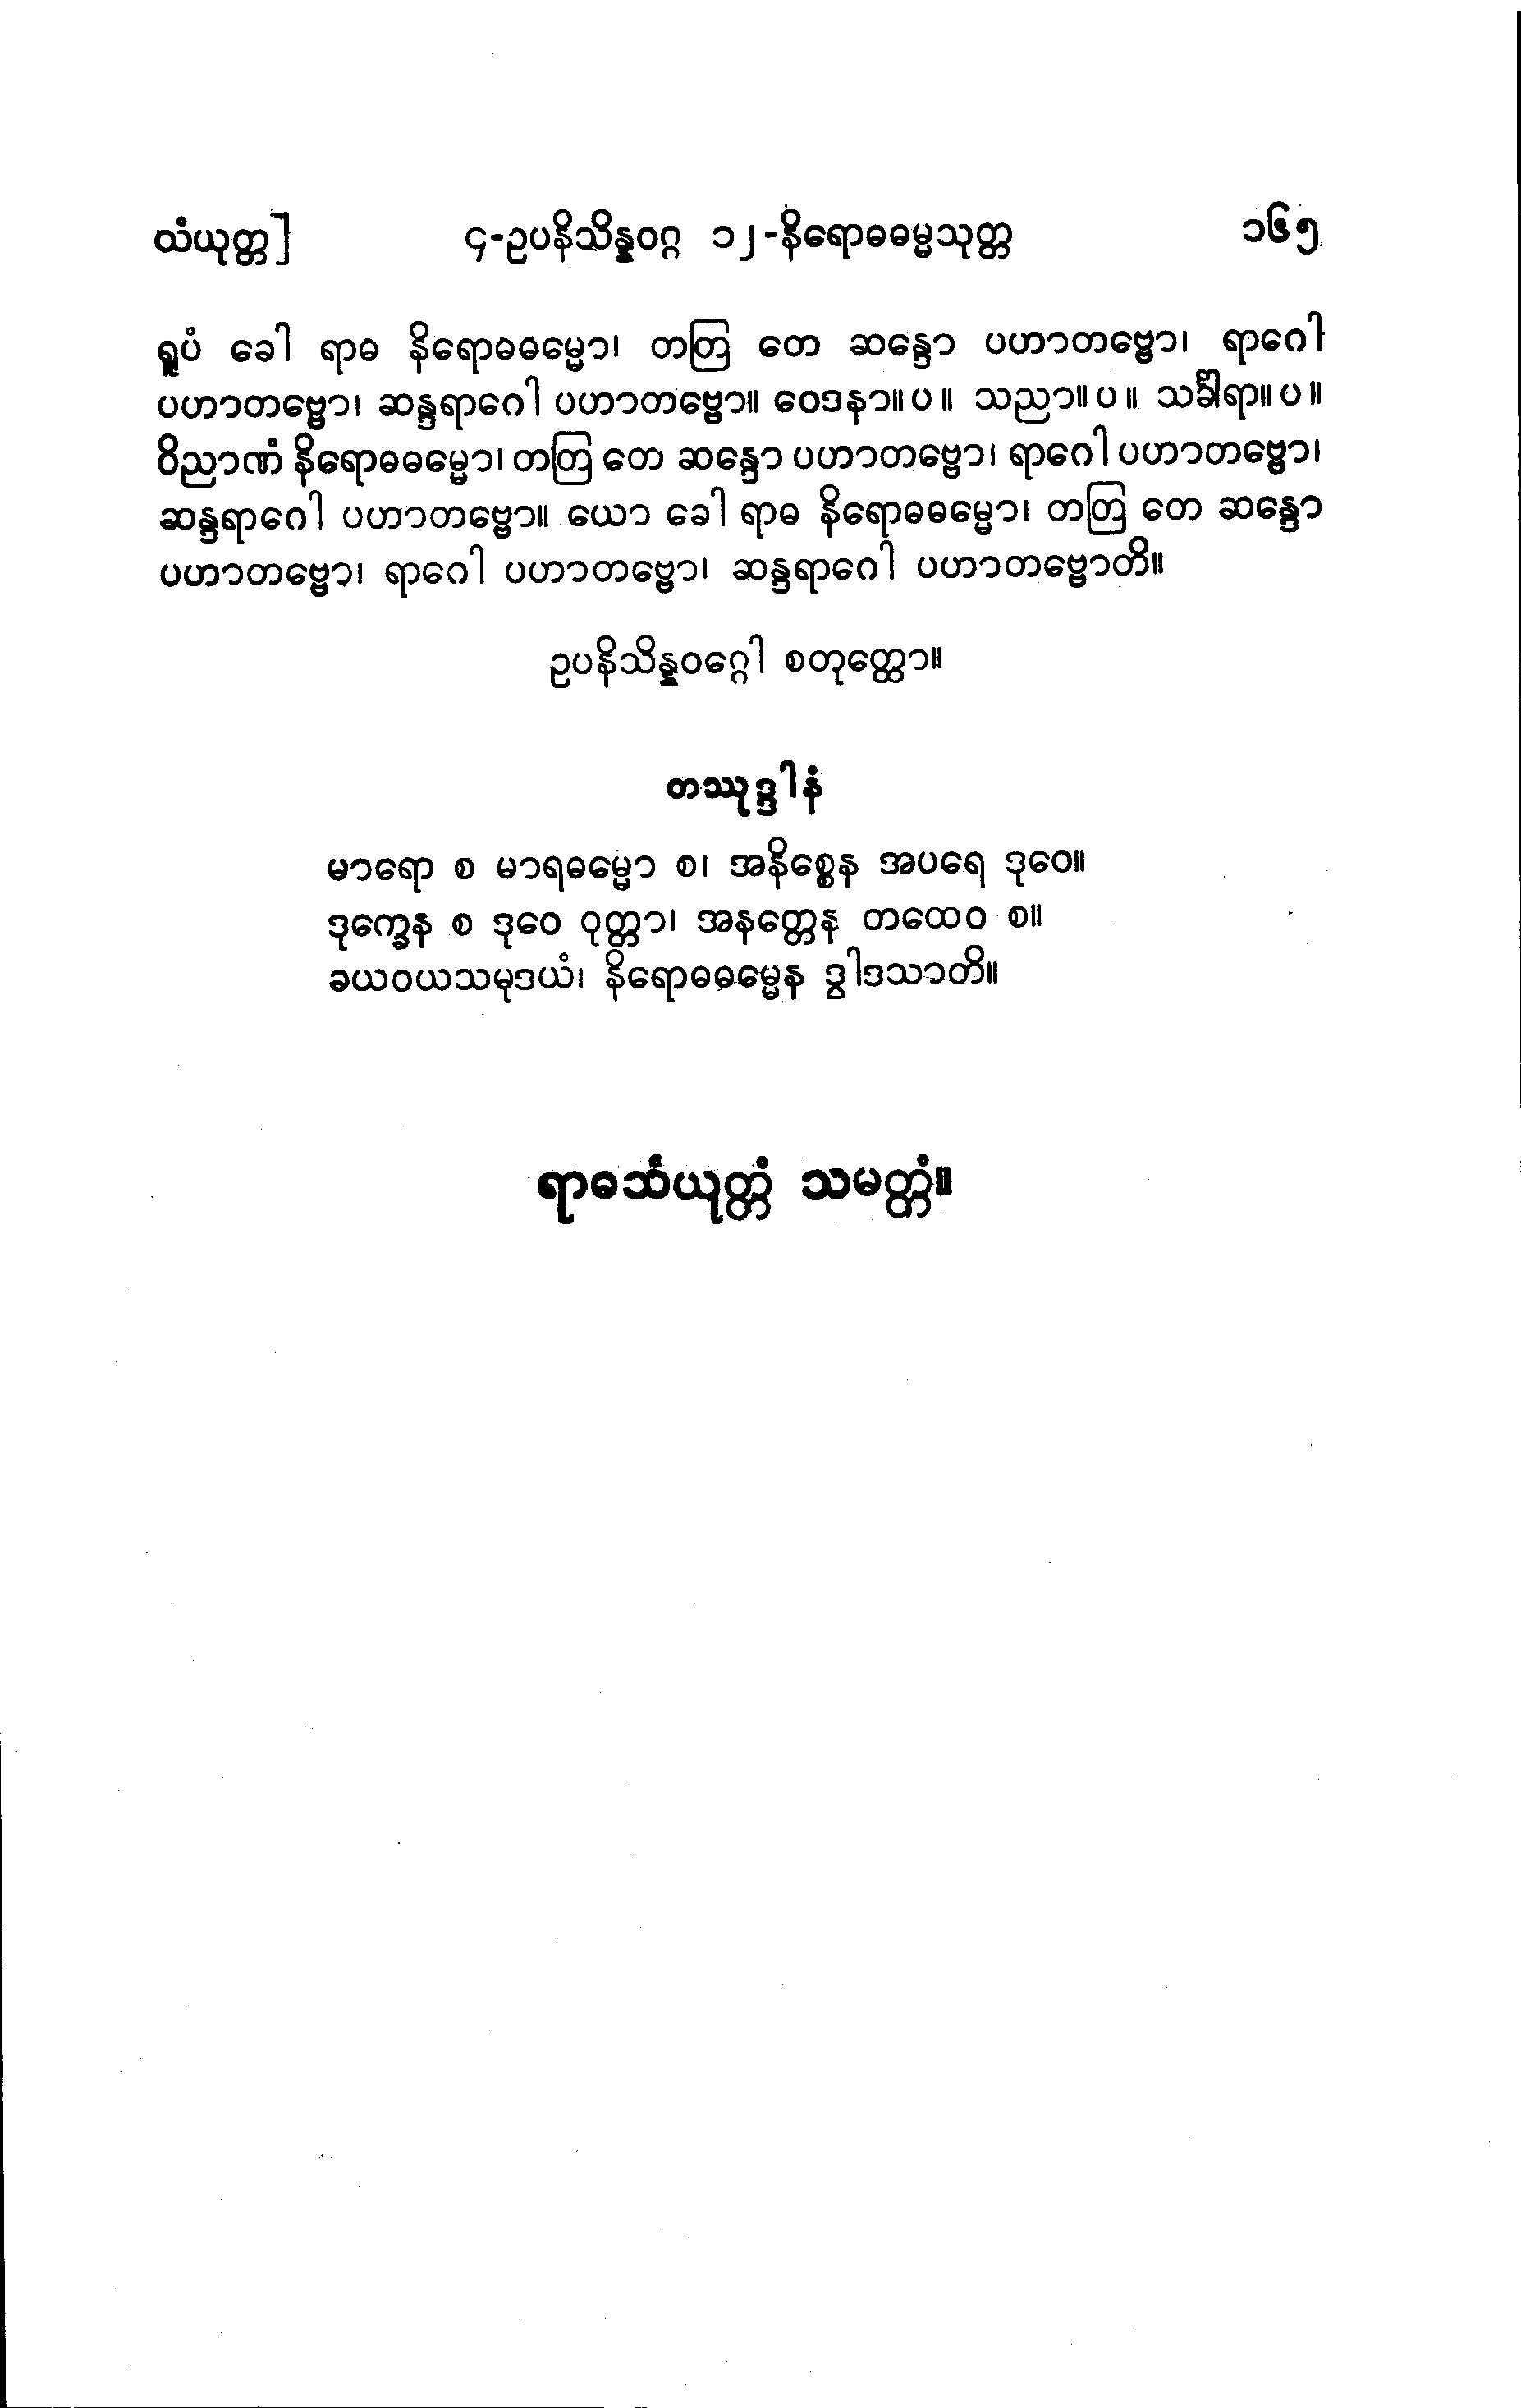 သံယုတ္တ]	၄-ဥပနိသိန္နဝဂ္ဂ ၁၂-နိရောဓဓမ္မသုတ္တ	၁၆၅
ရူပံ ခေါ ရာဓ နိရောဓဓမ္မော၊ တတြ တေ ဆန္ဒော ပဟာတဗ္ဗော၊ ရာဂေါ
ပဟာတဗ္ဗော၊ ဆန္ဒရာဂေါ ပဟာတဗ္ဗော။ ဝေဒနာ။ပ။ သညာ။ပ။ သင်္ခါရာ။ပ။
ဝိညာဏံ နိရောဓဓမ္မော၊ တတြ တေ ဆန္ဒော ပဟာတဗ္ဗော၊ ရာဂေါ ပဟာတဗ္ဗော၊
ဆန္ဒရာဂေါ ပဟာတဗ္ဗော။ ယော ခေါ ရာဓ နိရောဓဓမ္မော၊ တတြ တေ ဆန္ဒော
ပဟာတဗ္ဗော၊ ရာဂေါ ပဟာတဗ္ဗော၊ ဆန္ဒရာဂေါ ပဟာတဗ္ဗောတိ။
ဥပနိသိန္နဝဂ္ဂေါ စတုတ္ထော။
တဿုဒ္ဒါနံ
မာရော စ မာရဓမ္မော စ၊ အနိစ္စေန အပရေ ဒုဝေ။
ဒုက္ခေန စ ဒုဝေ ဝုတ္တာ၊ အနတ္တေန တထေဝ စ။
ခယဝယသမုဒယံ၊ နိရောဓဓမ္မေန ဒွါဒသာတိ။
ရာဓသံယုတ္တံ သမတ္တံ။